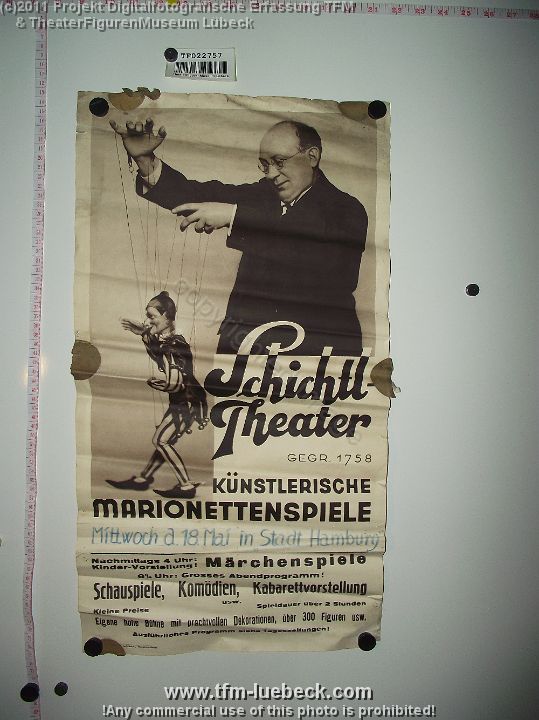 (c)2011 Projekt Digitalfotografische Erfassung TFM
& TheaterFigurenMuseum Lübeck
TF022757
Schichtl-
Theater
GEGR. 1758
KÜNSTLERISCHE
MARIONETTENSPIELE
Mittwoch d. 18. Mai in Stadt Hamburg
Nachmittags 4 Uhr:
Kinder-Vorstellung! Märchenspiele
Uhr: Grosses Abendprogramm!
Schauspiele, Komödien, Kabarettvorstellung
usw.
Kleine Preise Spieldauer über 2 Stunden
Eigene hohe Bühne mit prachtvollen Dekorationen, über 300 Figuren usw.
Ausführliches Programm siehe Tageszeitungen!
www.tfm-luebeck.com
!Any commercial use of this photo is prohibited!